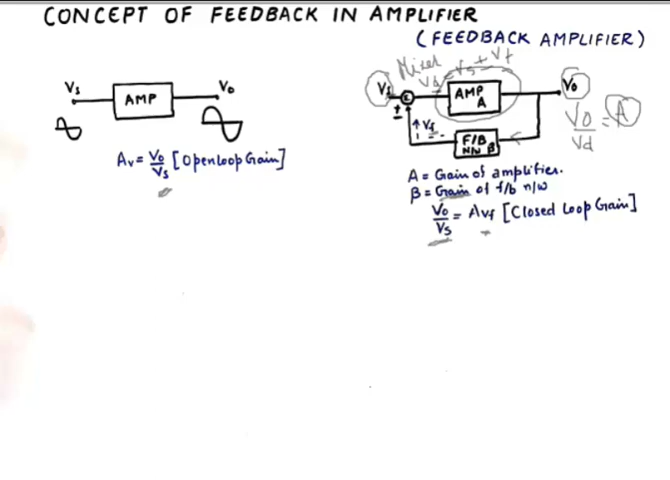 CONCEPT OF FEEDBACK IN AMPLIFIER
(FEEDBACK AMPLIFIER)
Vs
AMP
Vo
Av = Vo/Vs [Open Loop Gain]
Mixer
Vd = Vs + Vf
Vs
Σ
±
AMP
A
Vo
Vo/Vd = A
↑ Vf
F/B
N/W β
A = Gain of amplifier.
β = Gain of f/b n/w
Vo/Vs = Avf [Closed Loop Gain]